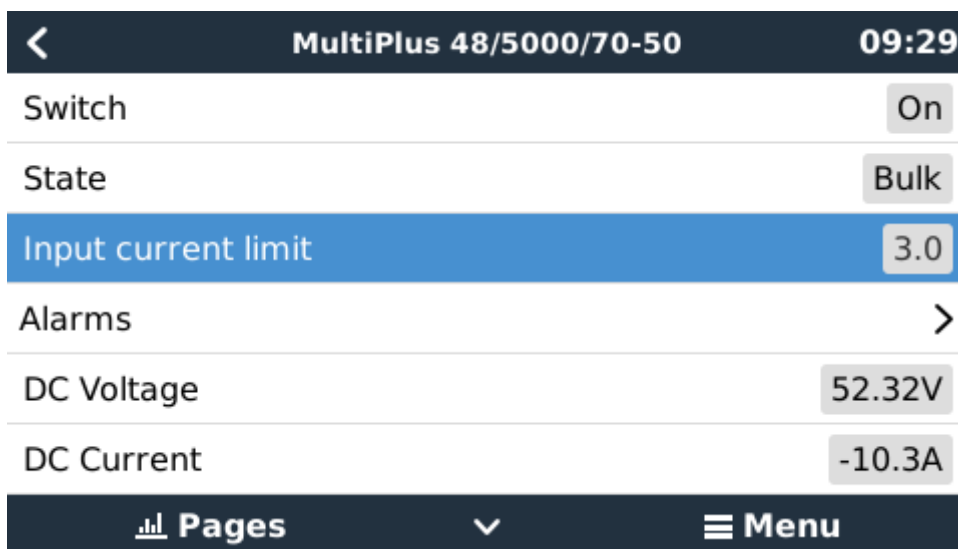 MultiPlus 48/5000/70-50 09:29
Switch On
State Bulk
Input current limit 3.0
Alarms
DC Voltage 52.32V
DC Current -10.3A
Pages Menu